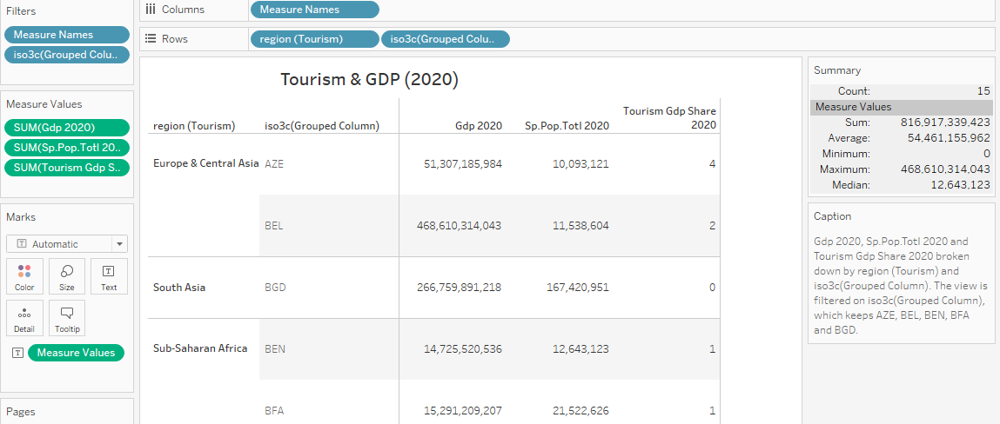 Filters
Measure Names
iso3c(Grouped Colu..
Measure Values
SUM(Gdp 2020)
SUM(Sp.Pop.Totl 20..
SUM(Tourism Gdp S..
Marks
Automatic
Color Size Text
Detail Tooltip
Measure Values
Pages
Columns Measure Names
Rows region (Tourism) iso3c(Grouped Colu..
Tourism & GDP (2020)
region (Tourism) iso3c(Grouped Column) Gdp 2020 Sp.Pop.Totl 2020 Tourism Gdp Share
2020
Europe & Central Asia AZE 51,307,185,984 10,093,121 4
BEL 468,610,314,043 11,538,604 2
South Asia BGD 266,759,891,218 167,420,951 0
Sub-Saharan Africa BEN 14,725,520,536 12,643,123 1
BFA 15,291,209,207 21,522,626 1
Summary
Count: 15
Measure Values
Sum: 816,917,339,423
Average: 54,461,155,962
Minimum: 0
Maximum: 468,610,314,043
Median: 12,643,123
Caption
Gdp 2020, Sp.Pop.Totl 2020 and
Tourism Gdp Share 2020 broken
down by region (Tourism) and
iso3c(Grouped Column). The view is
filtered on iso3c(Grouped Column),
which keeps AZE, BEL, BEN, BFA
and BGD.